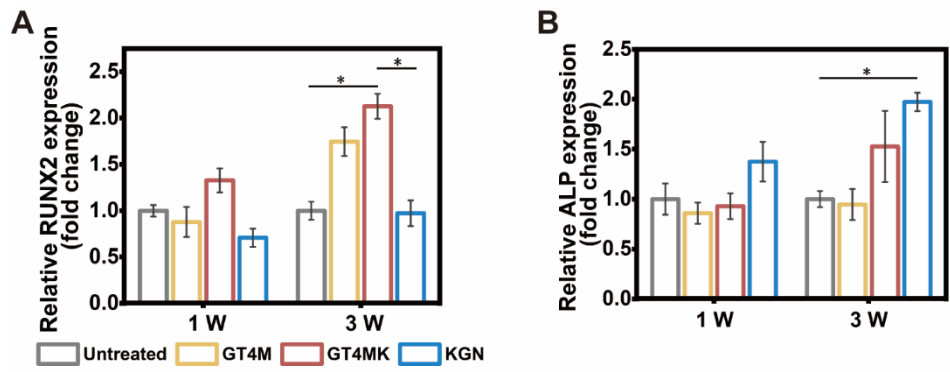 A
Relative RUNX2 expression
(fold change)
2.5
2.0
1.5
1.0
0.5
0.0
*
*
1 W
3 W
Untreated GT4M GT4MK KGN
B
Relative ALP expression
(fold change)
2.5
2.0
1.5
1.0
0.5
0.0
*
1 W
3 W